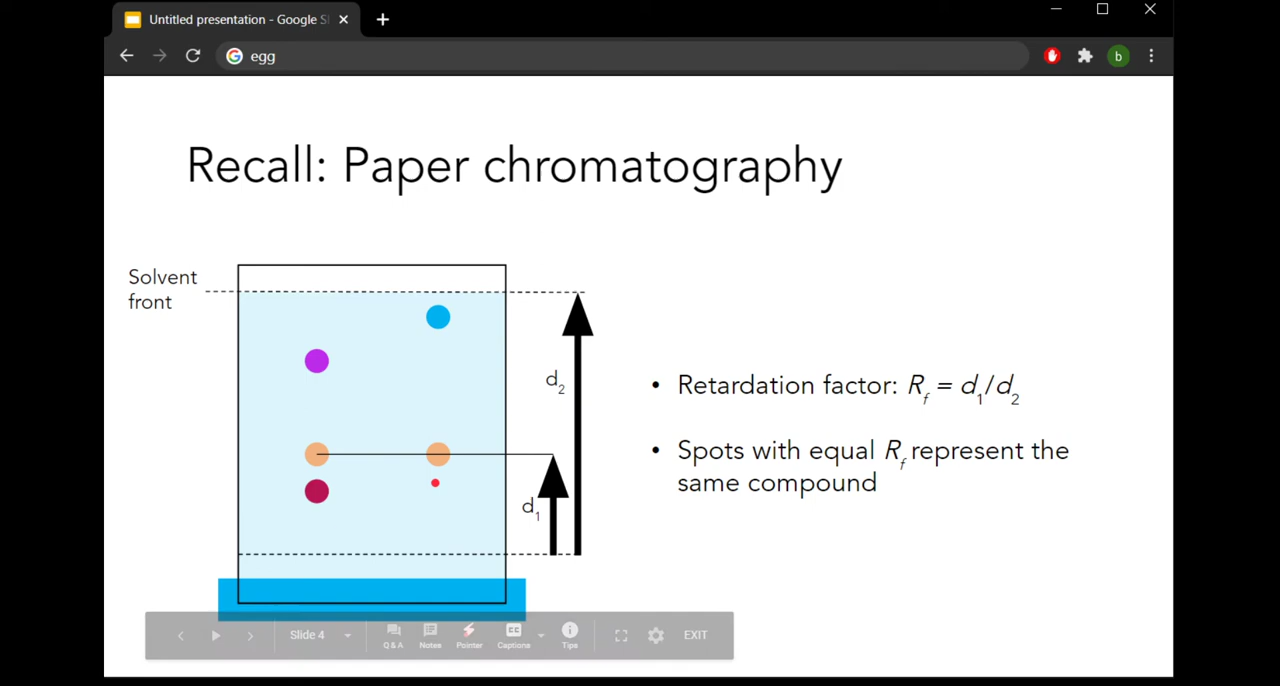 Untitled presentation - Google Sl
egg
b
Recall: Paper chromatography
Solvent
front
d2
d1
• Retardation factor: Rf = d1/d2
• Spots with equal Rf represent the
same compound
Slide 4
Q & A
Notes
Pointer
CC
Captions
Tips
EXIT